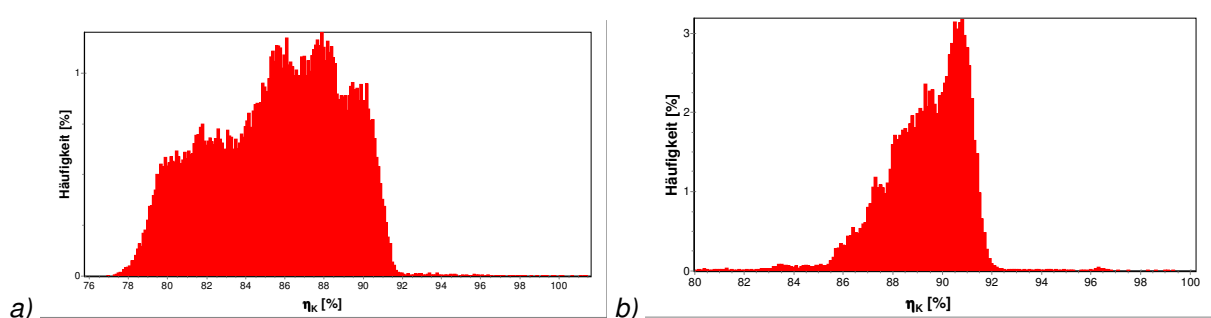 1
0
Häufigkeit [%]
76 78 80 82 84 86 88 90 92 94 96 98 100
ηK [%]
a)
3
2
1
0
Häufigkeit [%]
80 82 84 86 88 90 92 94 96 98 100
ηK [%]
b)